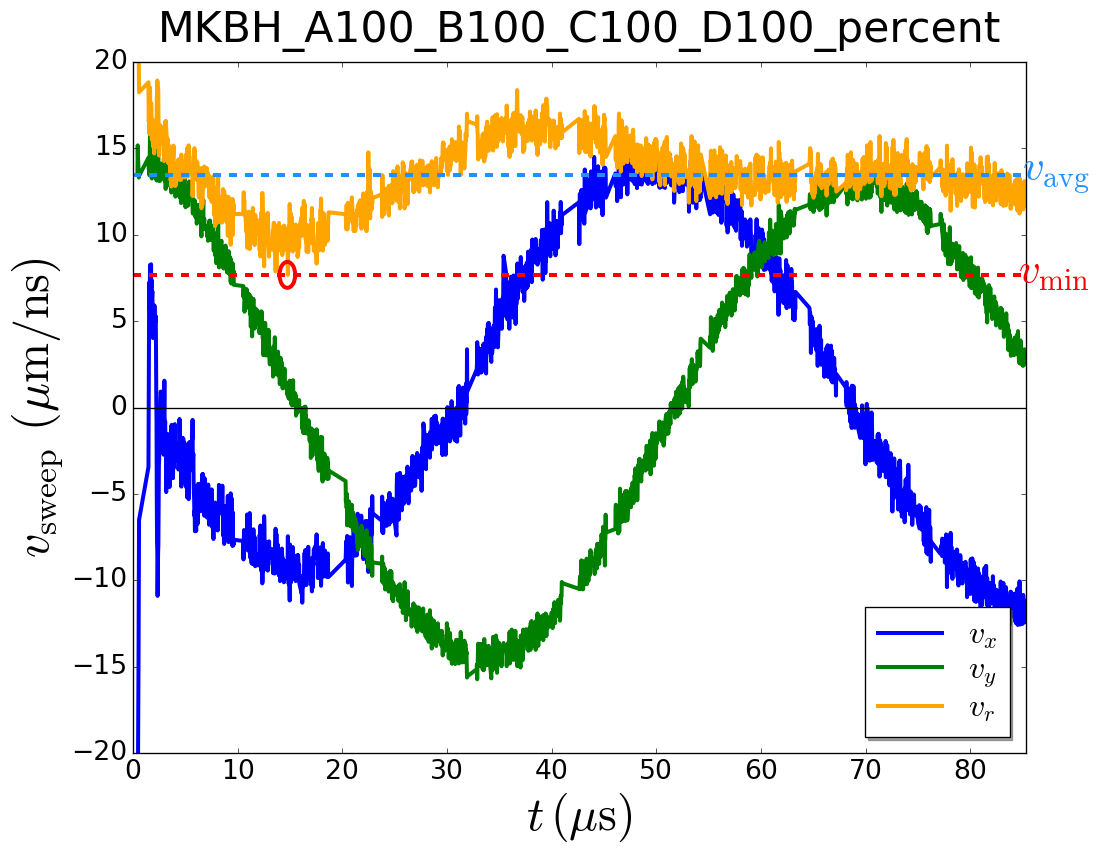 MKBH_A100_B100_C100_D100_percent
v_sweep (μm/ns)
20
15
10
5
0
−5
−10
−15
−20
v_avg
v_min
v_x
v_y
v_r
0 10 20 30 40 50 60 70 80
t (μs)